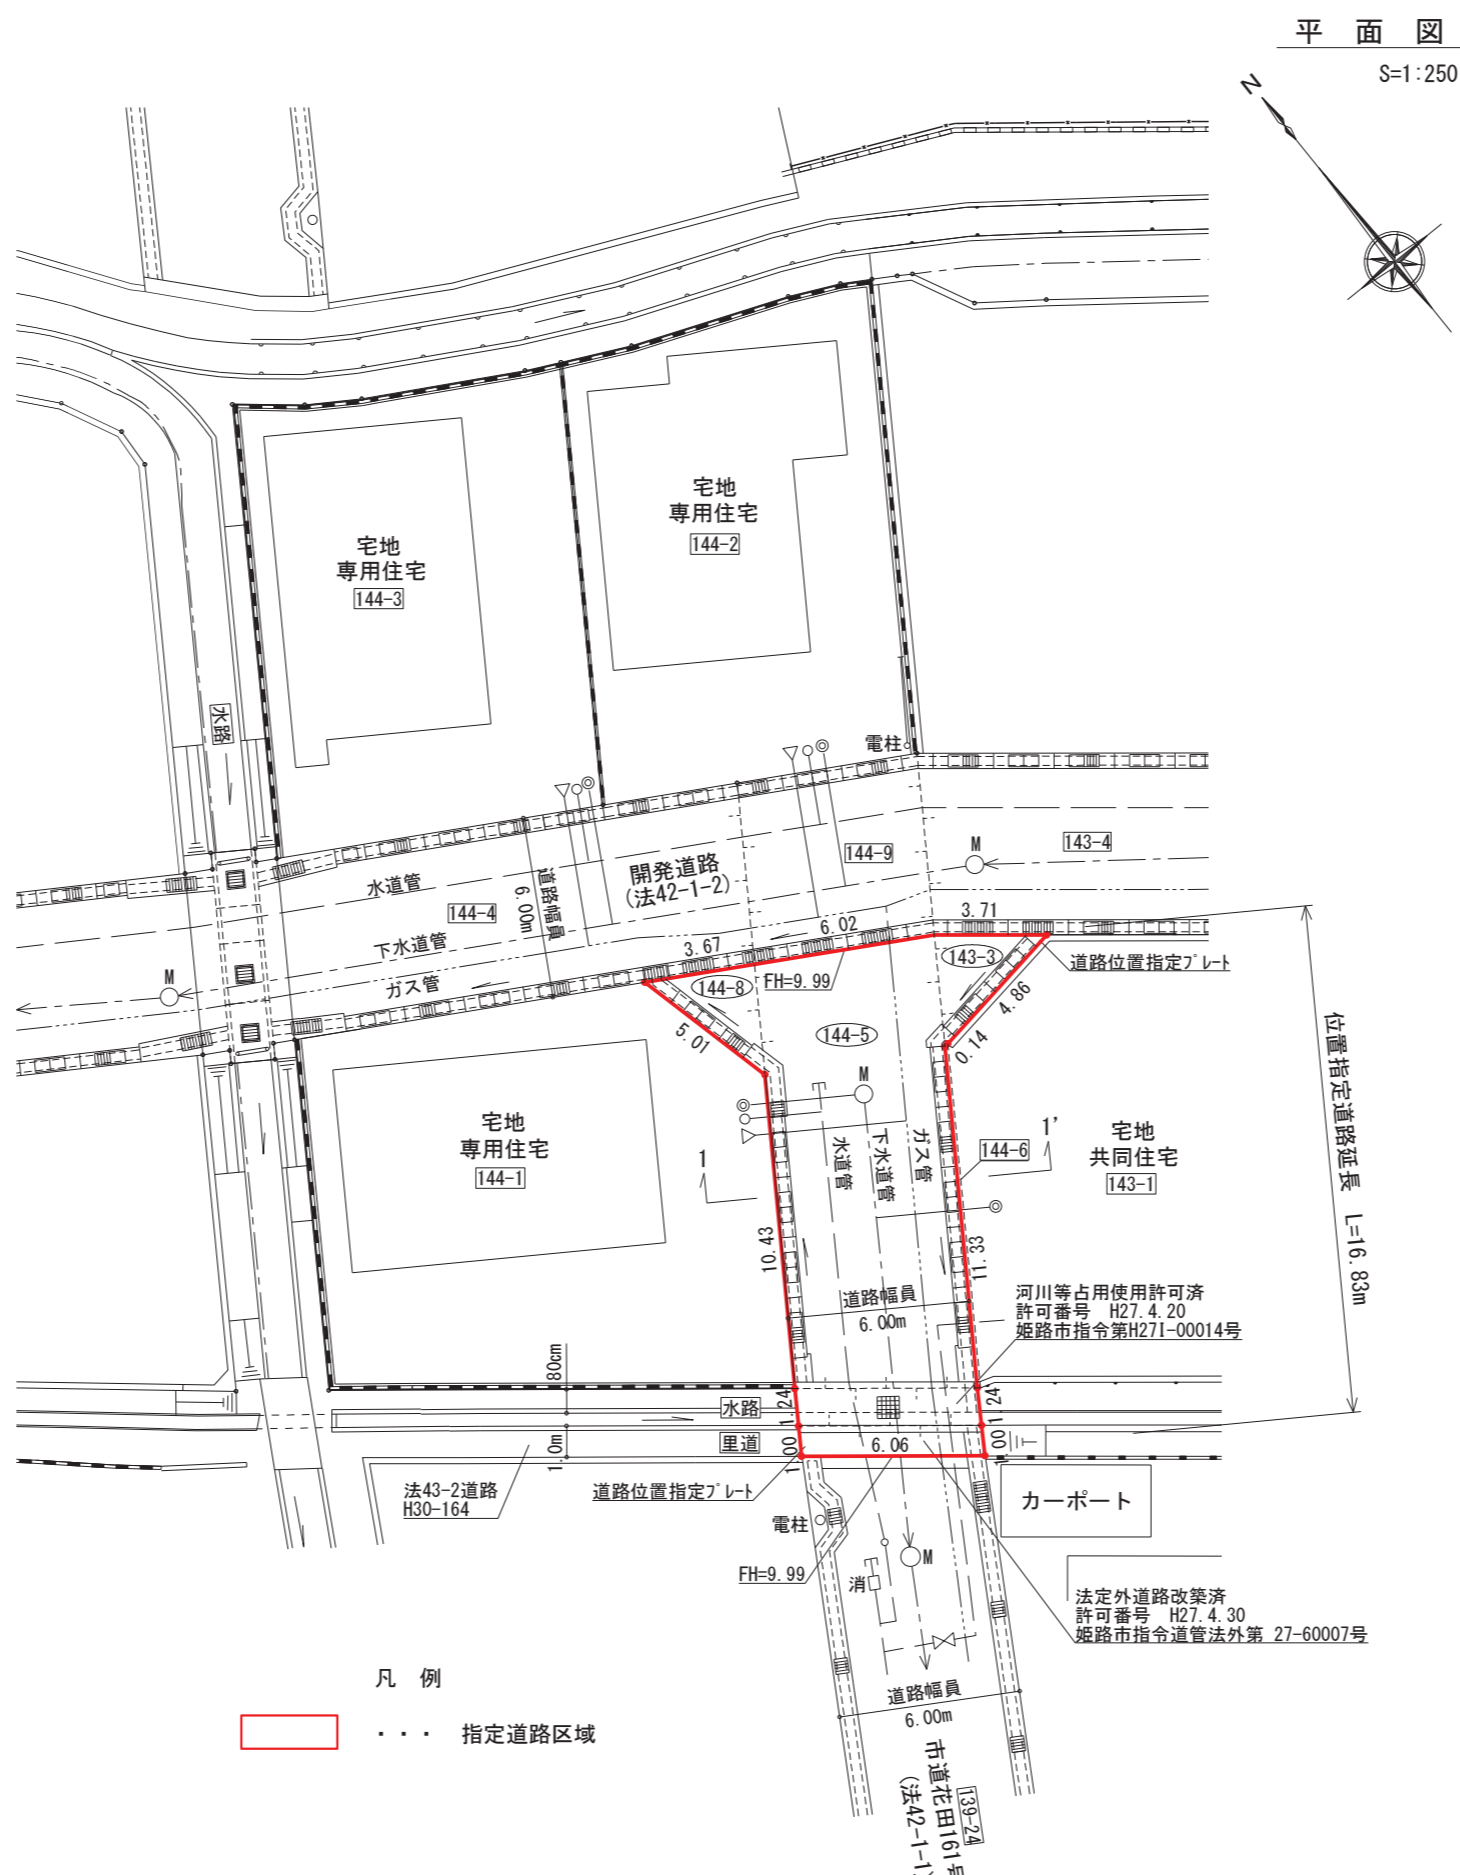 平 面 図
S=1:250
N
宅地
専用住宅
144-2
宅地
専用住宅
144-3
水路
電柱
144-9
143-4
開発道路
(法42-1-2)
水道管
道路幅員
6.00m
144-4
下水道管
ガス管
M
M
3.71
6.02
3.67
143-3
道路位置指定プレート
144-8
FH=9.99
4.86
5.01
144-5
0.14
位置指定道路延長 L=16.83m
M
宅地
専用住宅
144-1
水道管
下水道管
ガス管
1
1'
144-6
宅地
共同住宅
143-1
10.43
11.33
道路幅員
6.00m
河川等占用使用許可済
許可番号 H27.4.20
姫路市指令第H27I-00014号
80cm
水路
1.24
1.24
里道
1.0m
1.00
6.06
1.00
法43-2道路
H30-164
道路位置指定プレート
カーポート
電柱
M
FH=9.99
消
法定外道路改築済
許可番号 H27.4.30
姫路市指令道管法外第 27-60007号
凡 例
・・・ 指定道路区域
道路幅員
6.00m
139-24
市道花田161号
(法42-1-1)